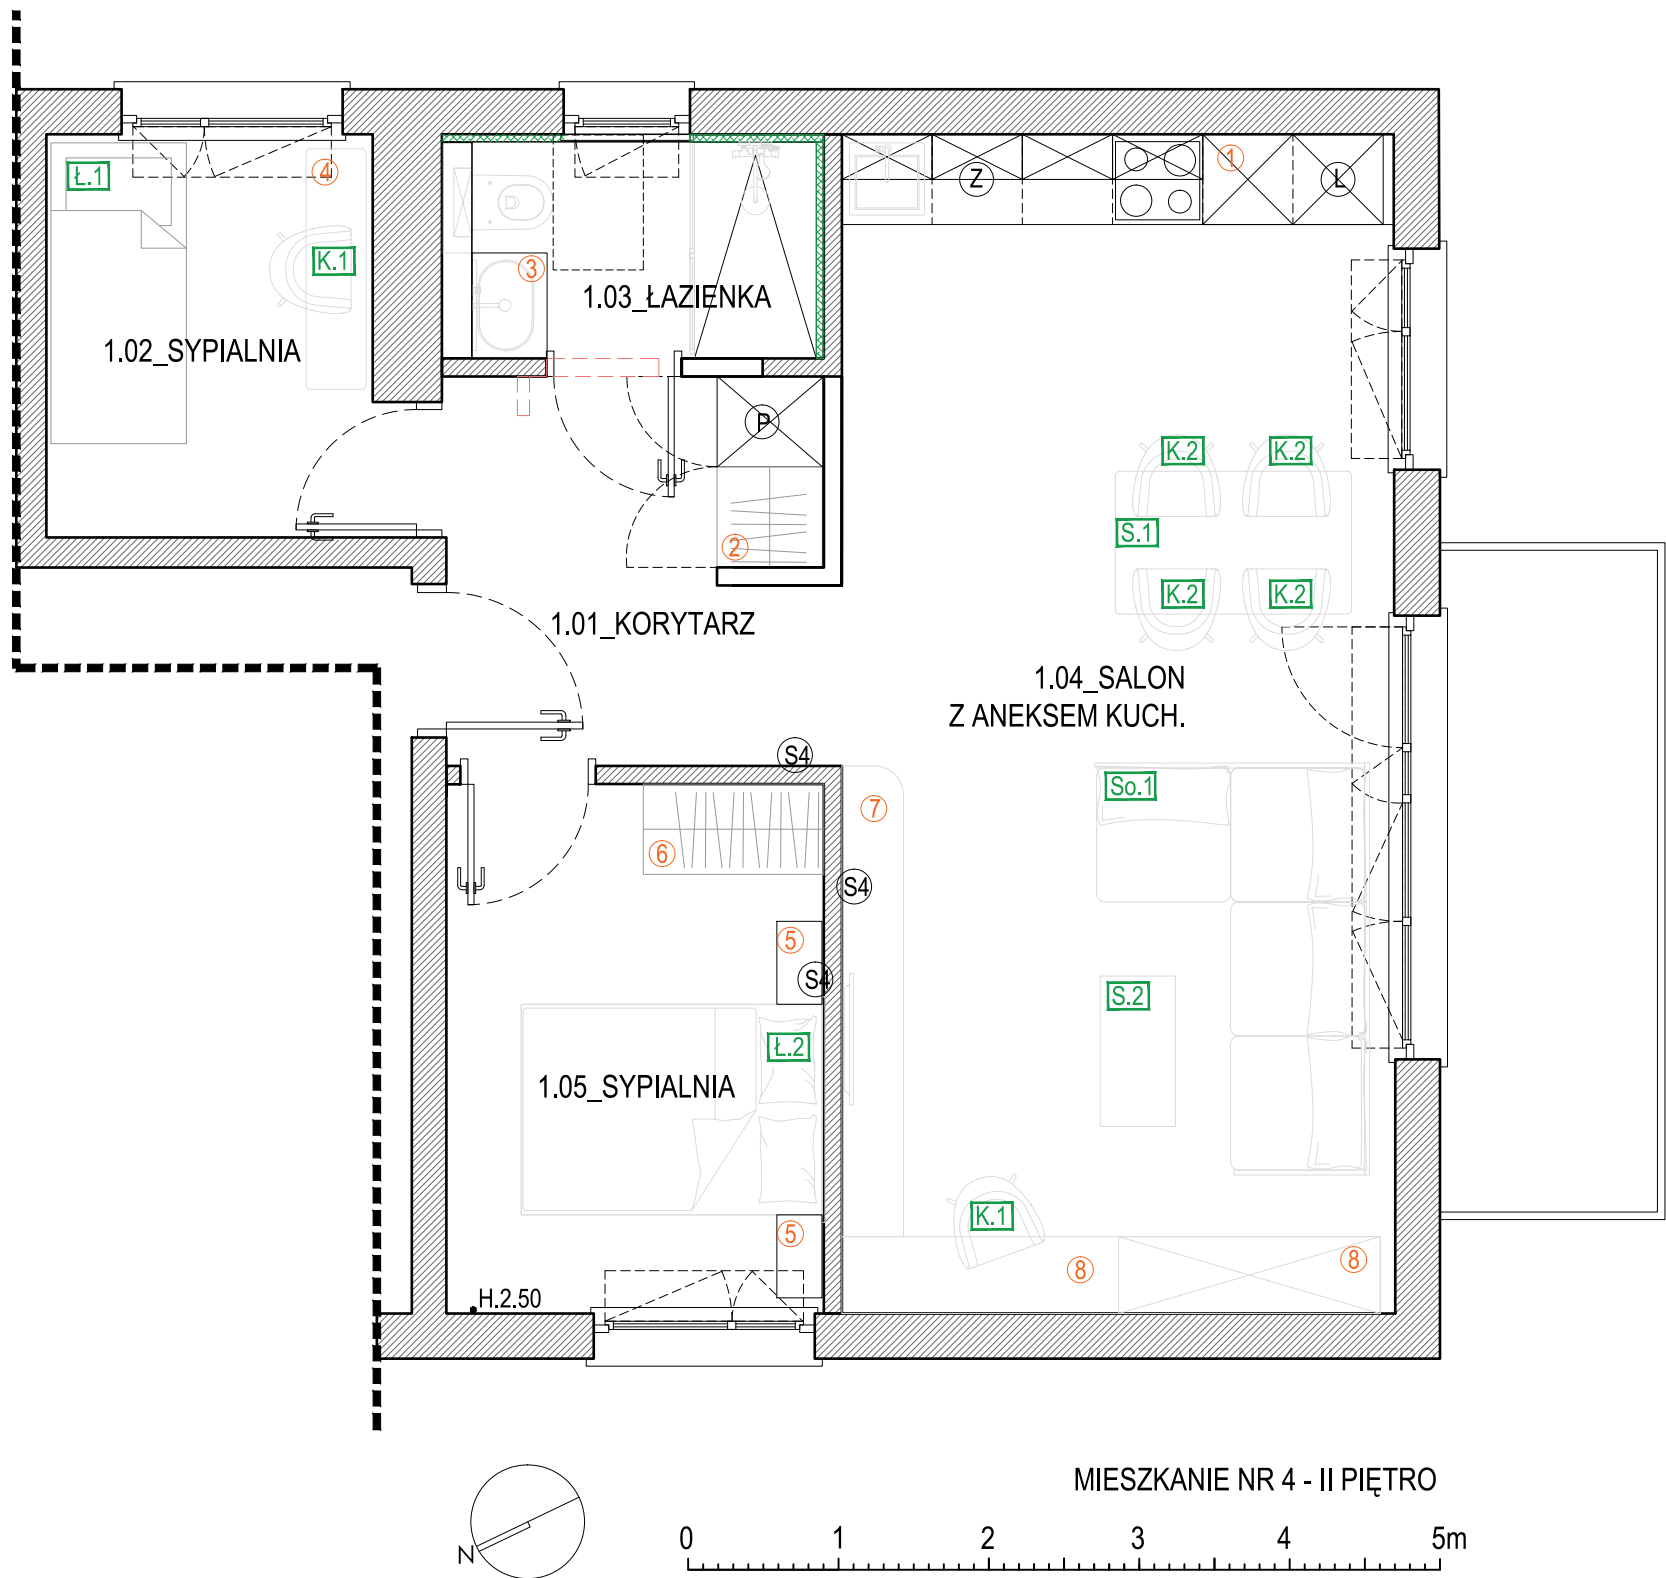 Ł.1
④
K.1
1.02_SYPIALNIA
③
1.03_ŁAZIENKA
Z
①
L
P
②
K.2
K.2
S.1
K.2
K.2
1.01_KORYTARZ
1.04_SALON
Z ANEKSEM KUCH.
S4
So.1
⑦
⑥
S4
⑤
S4
S.2
Ł.2
1.05_SYPIALNIA
K.1
⑤
⑧
⑧
H.2.50
MIESZKANIE NR 4 - II PIĘTRO
N
0 1 2 3 4 5m